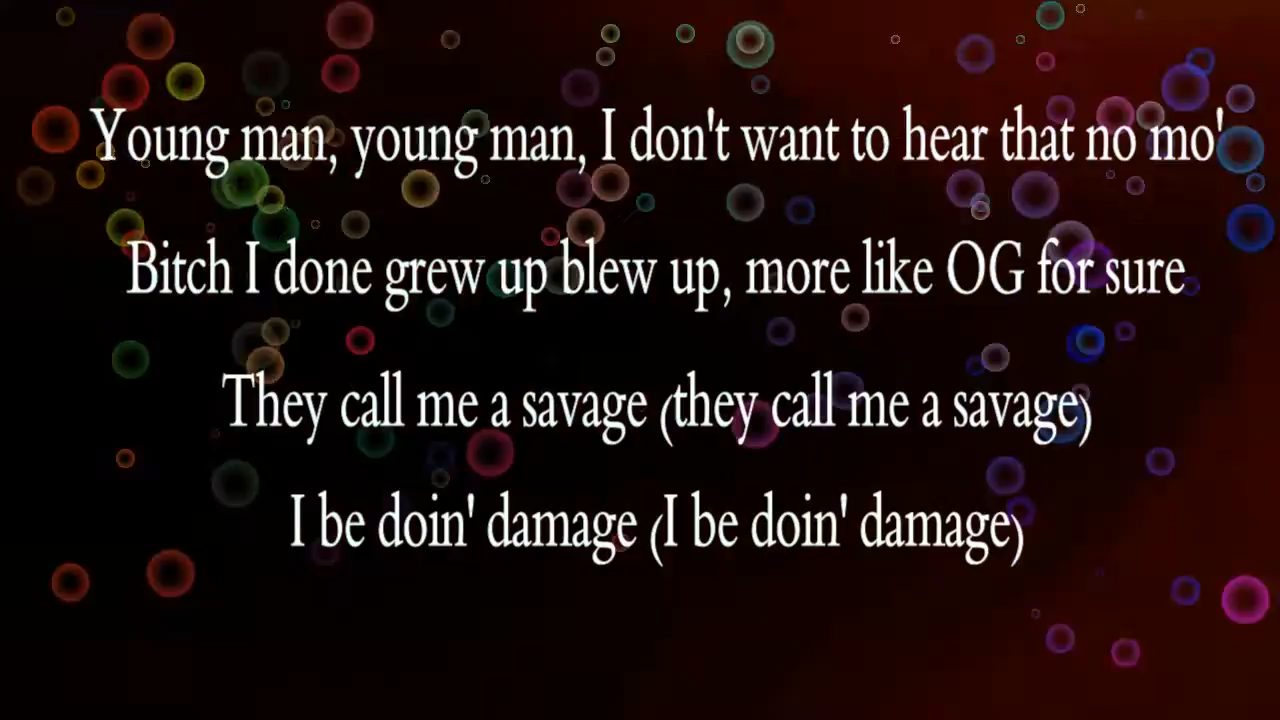 Young man, young man, I don't want to hear that no mo'
Bitch I done grew up blew up, more like OG for sure
They call me a savage (they call me a savage)
I be doin' damage (I be doin' damage)